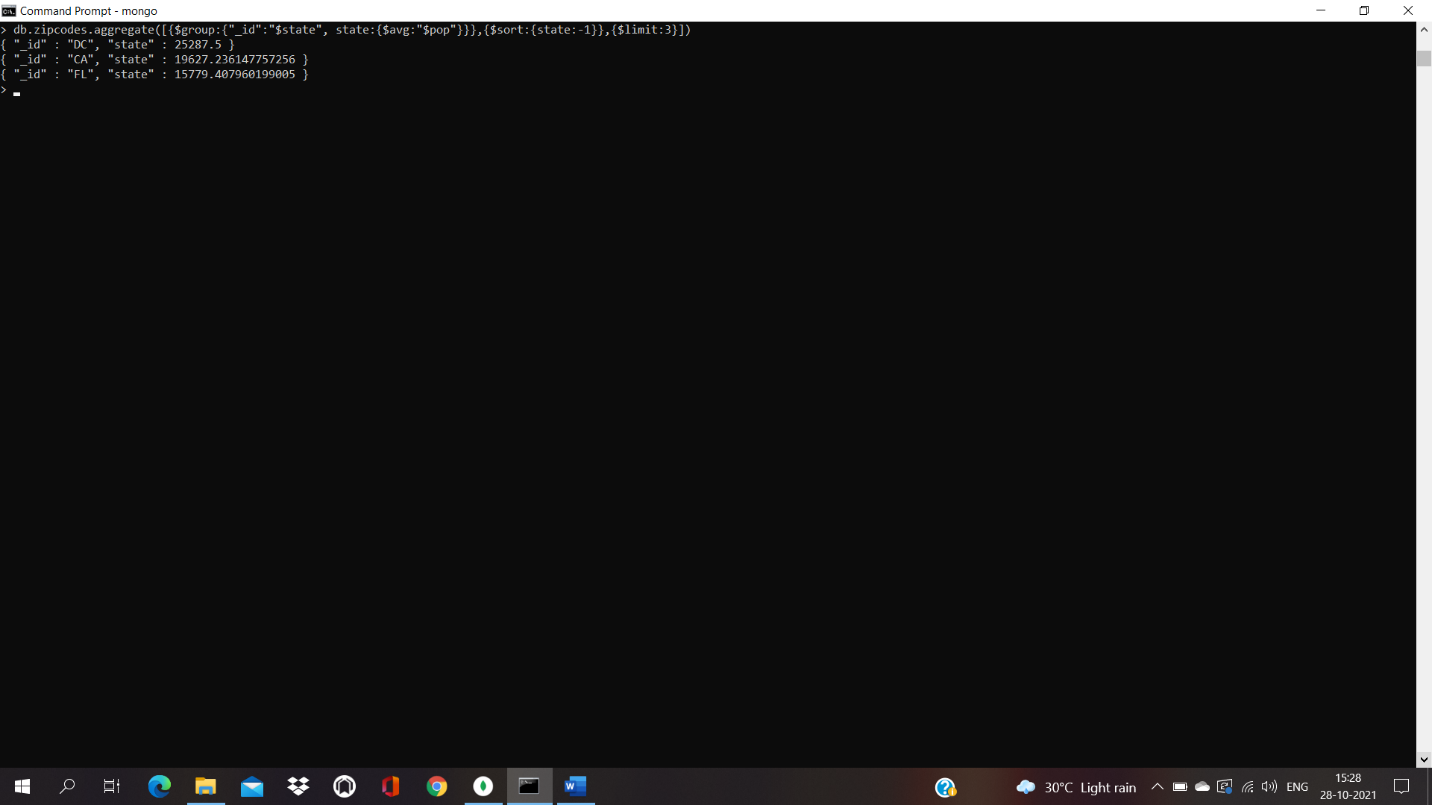 Command Prompt - mongo
> db.zipcodes.aggregate([{$group:{"_id":"$state", state:{$avg:"$pop"}}},{$sort:{state:-1}},{$limit:3}])
{ "_id" : "DC", "state" : 25287.5 }
{ "_id" : "CA", "state" : 19627.236147757256 }
{ "_id" : "FL", "state" : 15779.407960199005 }
>
30°C Light rain
ENG
15:28
28-10-2021